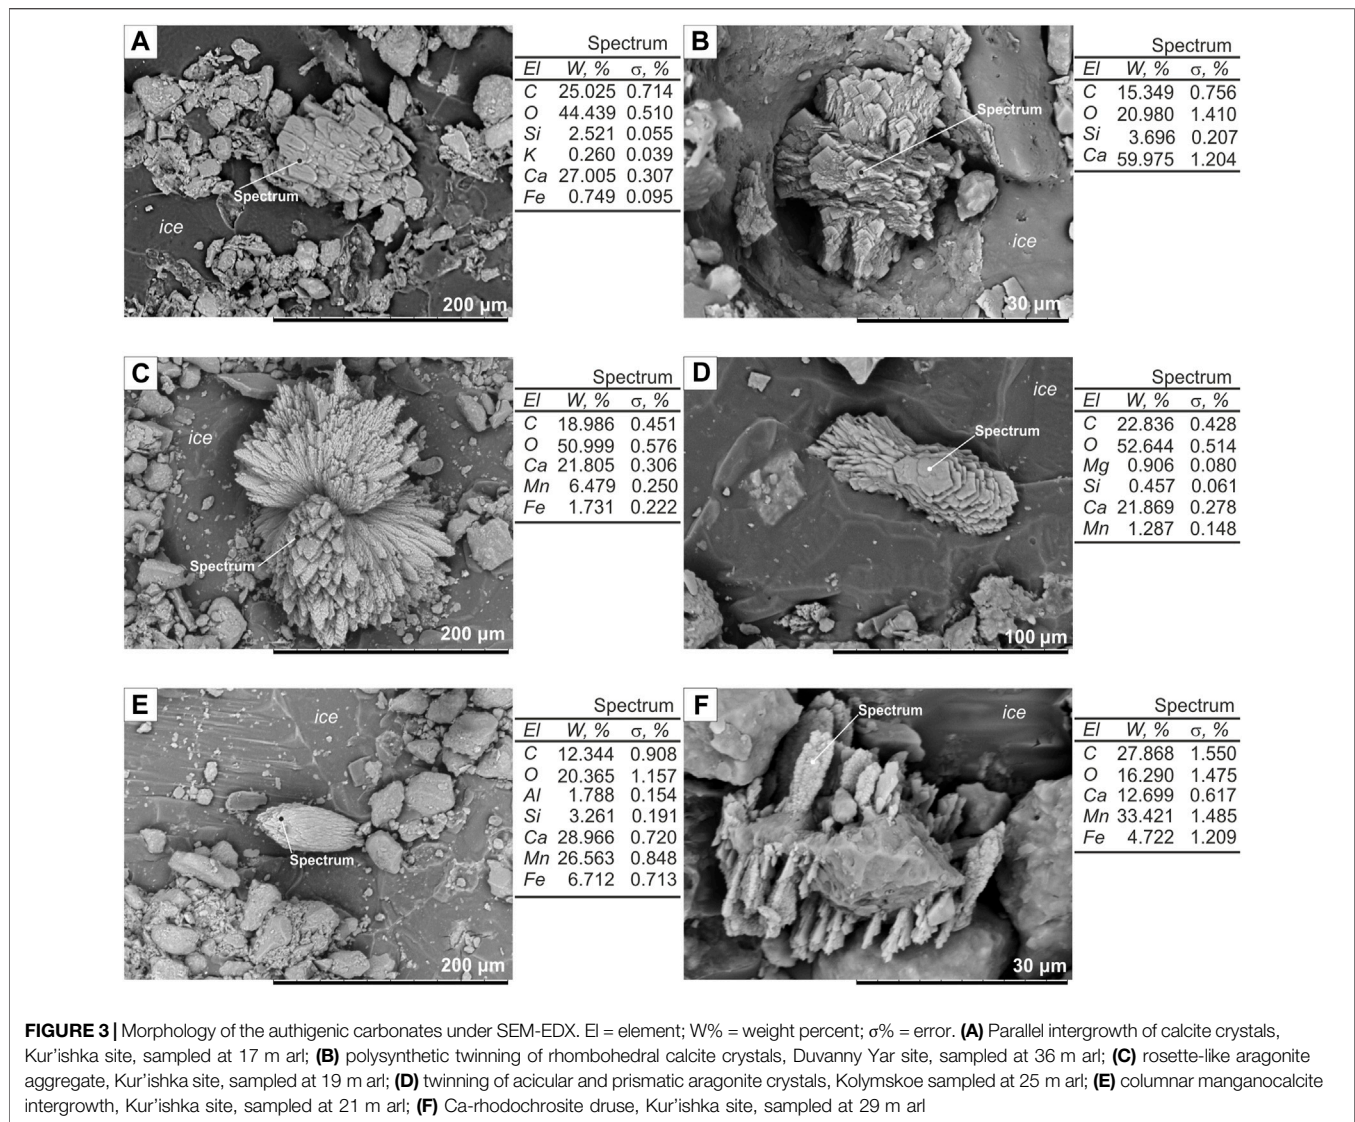 A
Spectrum
El W, % σ, %
C 25.025 0.714
O 44.439 0.510
Si 2.521 0.055
K 0.260 0.039
Ca 27.005 0.307
Fe 0.749 0.095
Spectrum
ice
200 µm
B
Spectrum
El W, % σ, %
C 15.349 0.756
O 20.980 1.410
Si 3.696 0.207
Ca 59.975 1.204
Spectrum
ice
30 µm
C
Spectrum
El W, % σ, %
C 18.986 0.451
O 50.999 0.576
Ca 21.805 0.306
Mn 6.479 0.250
Fe 1.731 0.222
ice
Spectrum
200 µm
D
Spectrum
El W, % σ, %
C 22.836 0.428
O 52.644 0.514
Mg 0.906 0.080
Si 0.457 0.061
Ca 21.869 0.278
Mn 1.287 0.148
ice
Spectrum
100 µm
E
Spectrum
El W, % σ, %
C 12.344 0.908
O 20.365 1.157
Al 1.788 0.154
Si 3.261 0.191
Ca 28.966 0.720
Mn 26.563 0.848
Fe 6.712 0.713
ice
Spectrum
200 µm
F
Spectrum
El W, % σ, %
C 27.868 1.550
O 16.290 1.475
Ca 12.699 0.617
Mn 33.421 1.485
Fe 4.722 1.209
Spectrum
ice
30 µm
FIGURE 3 | Morphology of the authigenic carbonates under SEM-EDX. El = element; W% = weight percent; σ% = error. (A) Parallel intergrowth of calcite crystals,
Kur’ishka site, sampled at 17 m arl; (B) polysynthetic twinning of rhombohedral calcite crystals, Duvanny Yar site, sampled at 36 m arl; (C) rosette-like aragonite
aggregate, Kur’ishka site, sampled at 19 m arl; (D) twinning of acicular and prismatic aragonite crystals, Kolymskoe sampled at 25 m arl; (E) columnar manganocalcite
intergrowth, Kur’ishka site, sampled at 21 m arl; (F) Ca-rhodochrosite druse, Kur’ishka site, sampled at 29 m arl